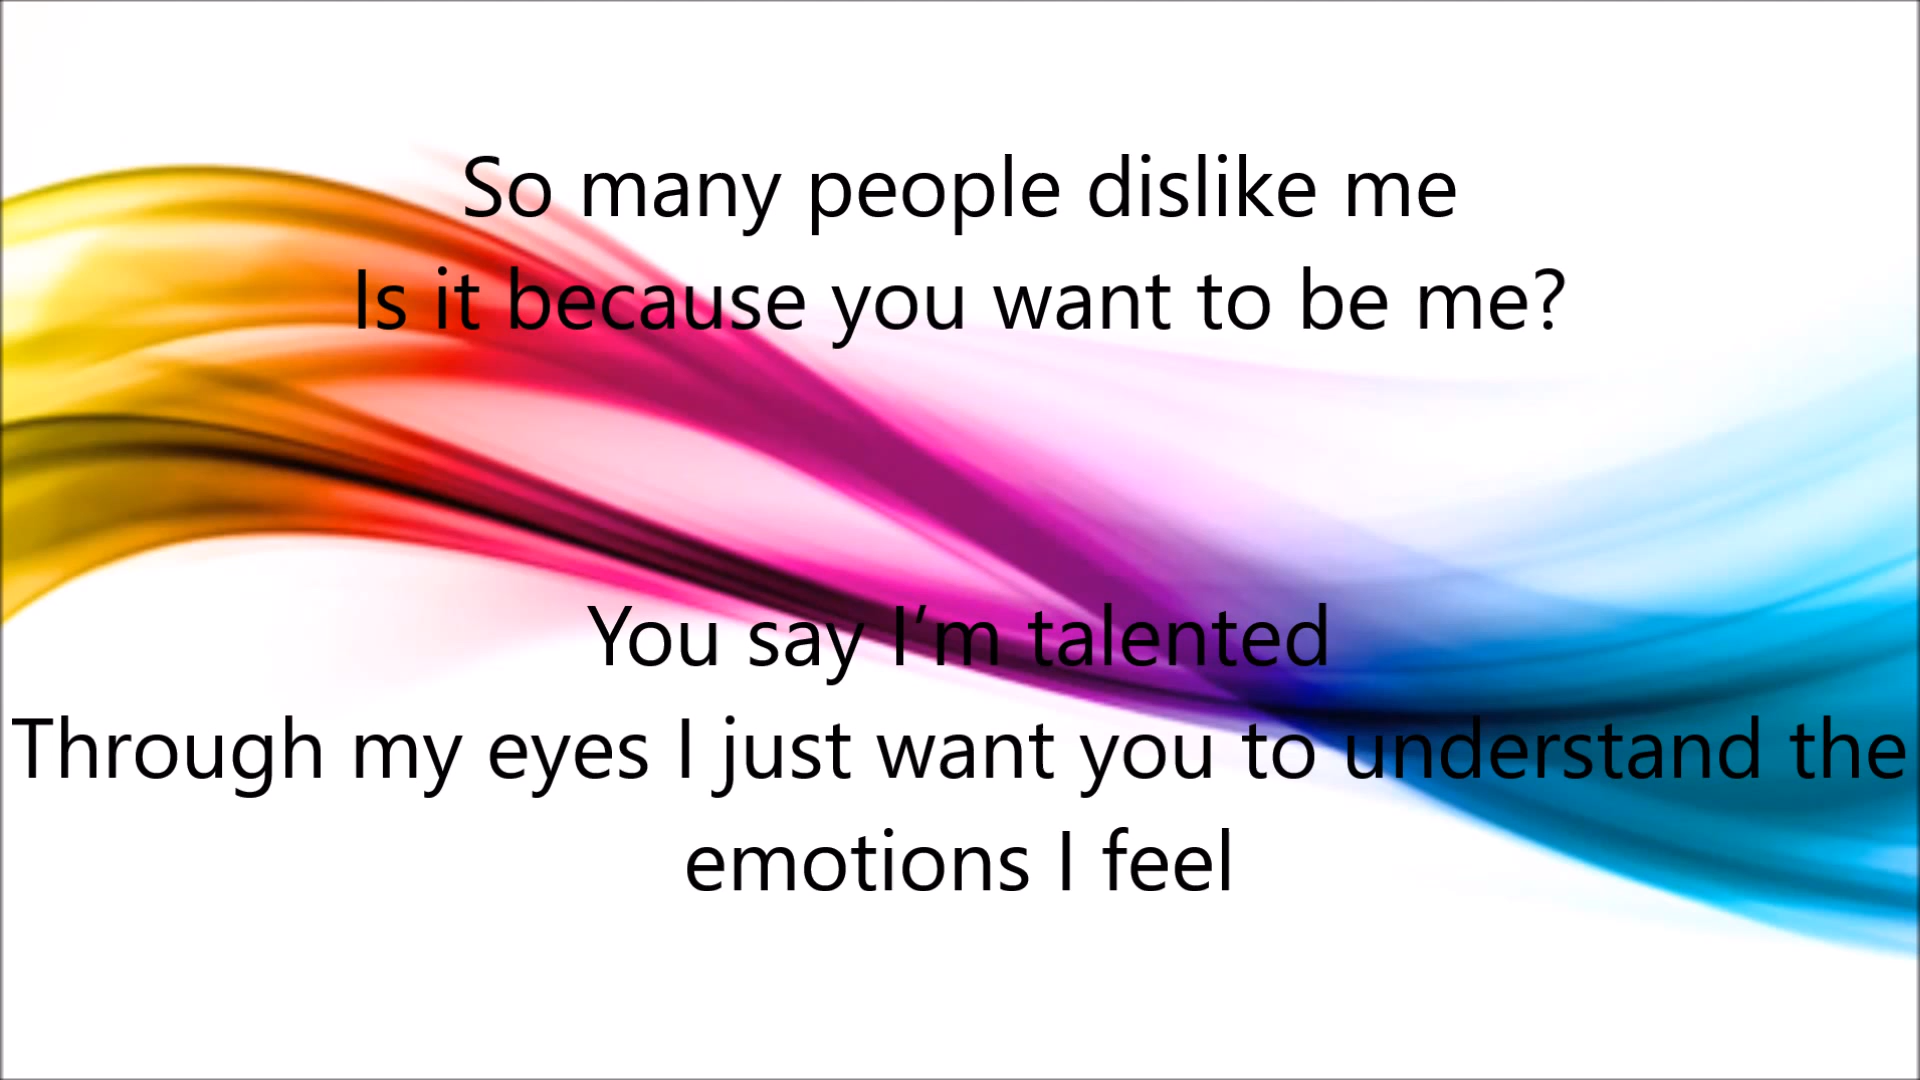 So many people dislike me
Is it because you want to be me?
You say I’m talented
Through my eyes I just want you to understand the
emotions I feel